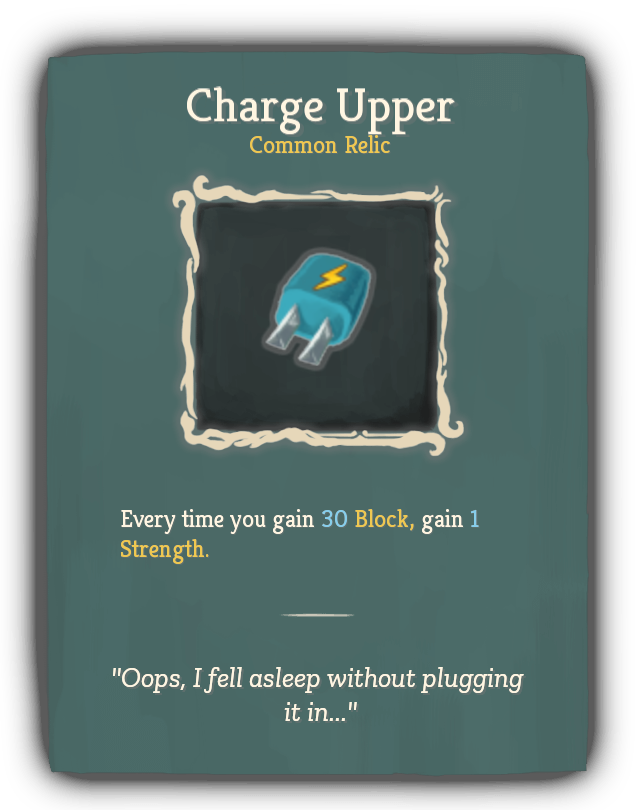 Charge Upper
Common Relic
Every time you gain 30 Block, gain 1
Strength.
"Oops, I fell asleep without plugging
it in..."